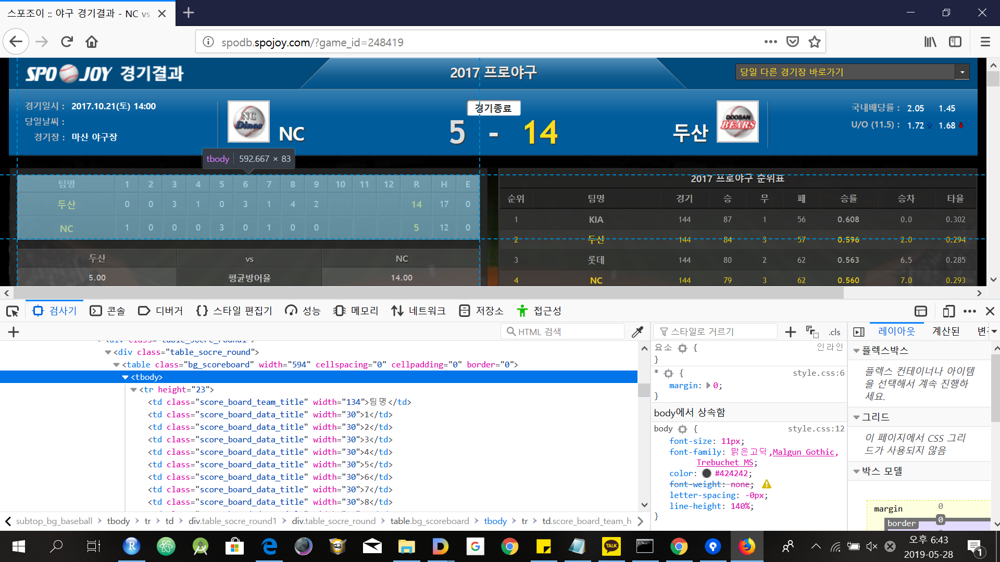 스포조이 :: 야구 경기결과 - NC vs
spodb.spojoy.com/?game_id=248419
SPO JOY 경기결과
2017 프로야구
당일 다른 경기장 바로가기
경기일시 : 2017.10.21(토) 14:00
당일날씨 :
경기장 : 마산 야구장
NC Dinos
NC
경기종료
5 - 14
두산
DOOSAN BEARS
국내배당률 : 2.05 1.45
U/O (11.5) : 1.72 1.68
tbody 592.667 × 83
팀명 1 2 3 4 5 6 7 8 9 10 11 12 R H E
두산 0 0 3 1 0 3 1 4 2 14 17 0
NC 1 0 0 0 3 0 1 0 0 5 12 0
두산 vs NC
5.00 평균방어율 14.00
2017 프로야구 순위표
순위 팀명 경기 승 무 패 승률 승차 타율
1 KIA 144 87 1 56 0.608 0.0 0.302
2 두산 144 84 3 57 0.596 2.0 0.294
3 롯데 144 80 2 62 0.563 6.5 0.285
4 NC 144 79 3 62 0.560 7.0 0.293
검사기 콘솔 디버거 스타일 편집기 성능 메모리 네트워크 저장소 접근성
HTML 검색
<div class="table_socre_round1">
<div class="table_socre_round">
<table class="bg_scoreboard" width="594" cellspacing="0" cellpadding="0" border="0">
<tbody>
<tr height="23">
<td class="score_board_team_title" width="134">팀명</td>
<td class="score_board_data_title" width="30">1</td>
<td class="score_board_data_title" width="30">2</td>
<td class="score_board_data_title" width="30">3</td>
<td class="score_board_data_title" width="30">4</td>
<td class="score_board_data_title" width="30">5</td>
<td class="score_board_data_title" width="30">6</td>
<td class="score_board_data_title" width="30">7</td>
<td class="score_board_data_title" width="30">8</td>
subtop_bg_baseball > tbody > tr > td > div.table_socre_round1 > div.table_socre_round > table.bg_scoreboard > tbody > tr > td.score_board_team_h
스타일로 거르기
.cls
요소 { 인라인
}
* { style.css:6
margin: 0;
}
body에서 상속함
body { style.css:12
font-size: 11px;
font-family: 맑은고딕,Malgun Gothic,
Trebuchet MS;
color: #424242;
font-weight: none;
letter-spacing: -0px;
line-height: 140%;
}
레이아웃 계산된
플렉스박스
플렉스 컨테이너나 아이템
을 선택해서 계속 진행하
세요.
그리드
이 페이지에서 CSS 그리
드가 사용되지 않음
박스 모델
margin 0
border 0
TALK
오후 6:43
2019-05-28
1